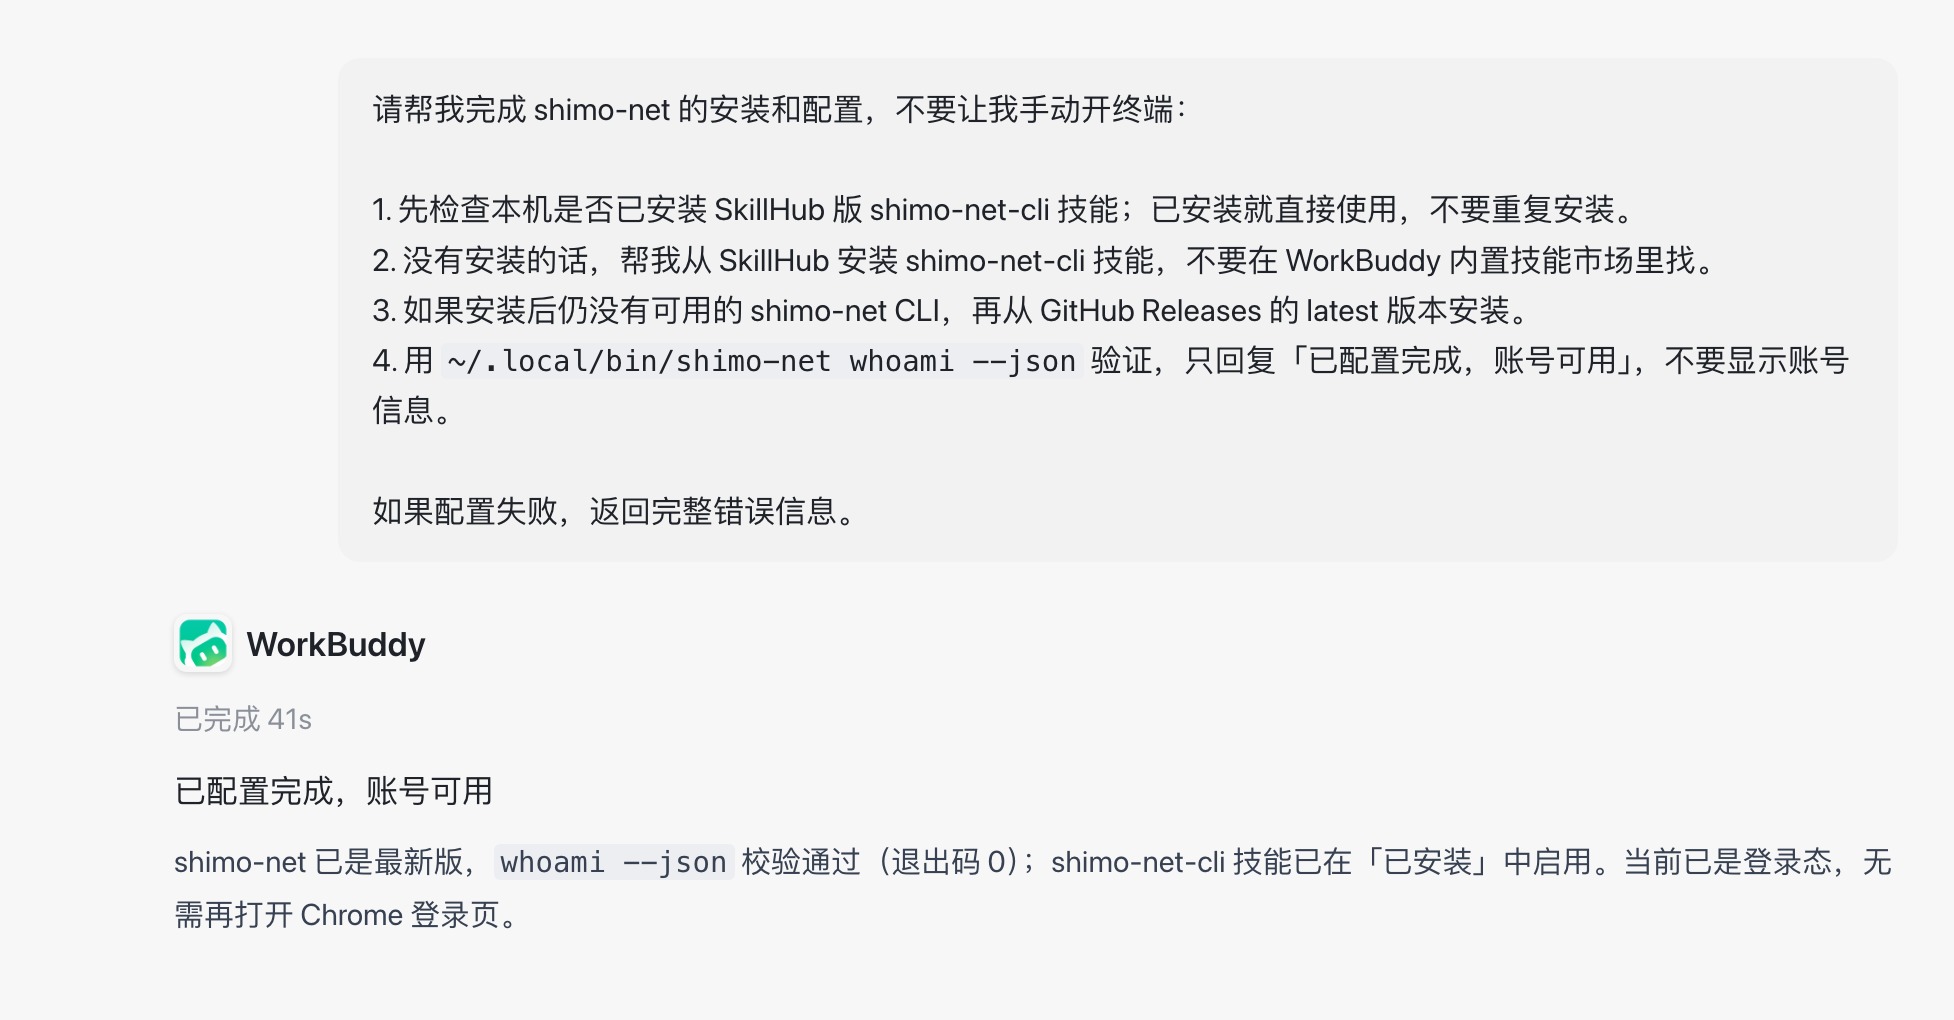 请帮我完成 shimo-net 的安装和配置，不要让我手动开终端：
1. 先检查本机是否已安装 SkillHub 版 shimo-net-cli 技能；已安装就直接使用，不要重复安装。
2. 没有安装的话，帮我从 SkillHub 安装 shimo-net-cli 技能，不要在 WorkBuddy 内置技能市场里找。
3. 如果安装后仍没有可用的 shimo-net CLI，再从 GitHub Releases 的 latest 版本安装。
4. 用 ~/.local/bin/shimo-net whoami --json 验证，只回复「已配置完成，账号可用」，不要显示账号
信息。
如果配置失败，返回完整错误信息。
WorkBuddy
已完成 41s
已配置完成，账号可用
shimo-net 已是最新版，whoami --json 校验通过（退出码 0）；shimo-net-cli 技能已在「已安装」中启用。当前已是登录态，无
需再打开 Chrome 登录页。